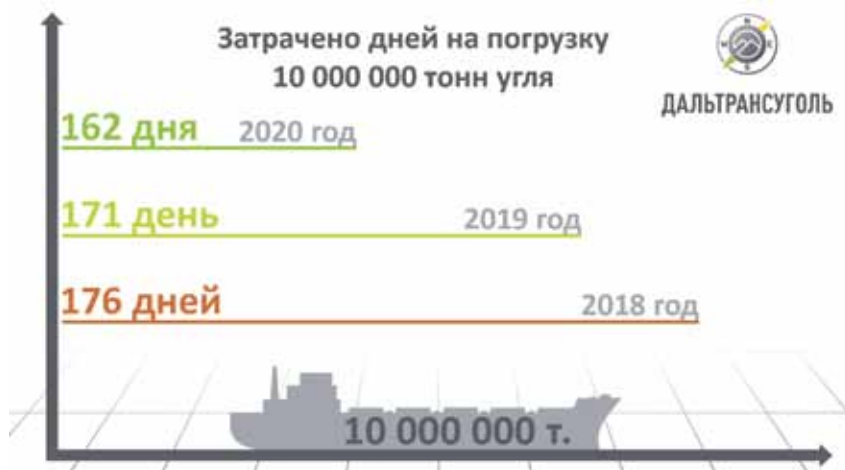 Затрачено дней на погрузку
10 000 000 тонн угля
ДАЛЬТРАНСУГОЛЬ
162 дня 2020 год
171 день 2019 год
176 дней 2018 год
10 000 000 т.